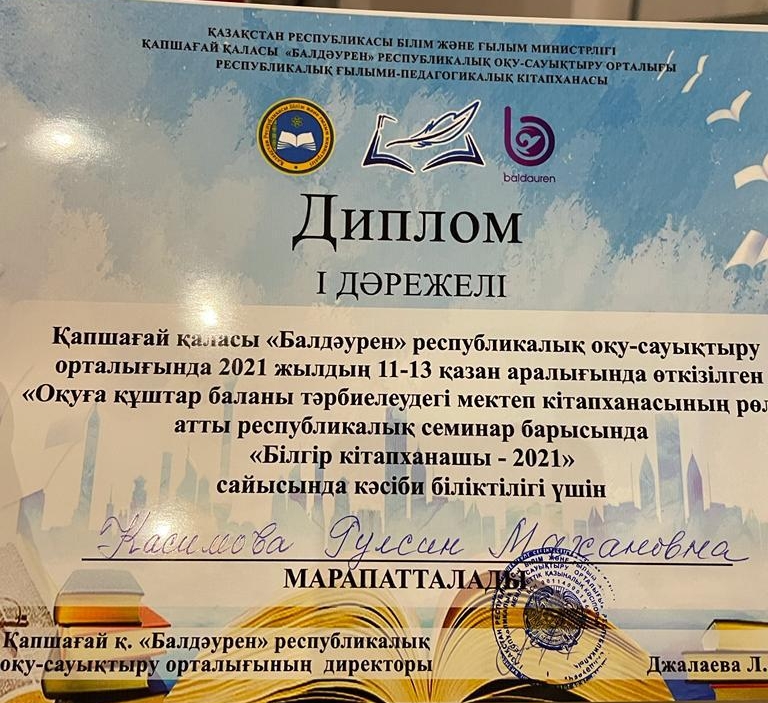 ҚАЗАҚСТАН РЕСПУБЛИКАСЫ БІЛІМ ЖӘНЕ ҒЫЛЫМ МИНИСТРЛІГІ
ҚАПШАҒАЙ ҚАЛАСЫ «БАЛДӘУРЕН» РЕСПУБЛИКАЛЫҚ ОҚУ-САУЫҚТЫРУ ОРТАЛЫҒЫ
РЕСПУБЛИКАЛЫҚ ҒЫЛЫМИ-ПЕДАГОГИКАЛЫҚ КІТАПХАНАСЫ
baldauren
Диплом
І ДӘРЕЖЕЛІ
Қапшағай қаласы «Балдәурен» республикалық оқу-сауықтыру
орталығында 2021 жылдың 11-13 қазан аралығында өткізілген
«Оқуға құштар баланы тәрбиелеудегі мектеп кітапханасының рөл
атты республикалық семинар барысында
«Білгір кітапханашы - 2021»
сайысында кәсіби біліктілігі үшін
Касимова Гулсин Мажановна
МАРАПАТТАЛАДЫ
Қапшағай қ. «Балдәурен» республикалық
оқу-сауықтыру орталығының директоры
Джалаева Л.